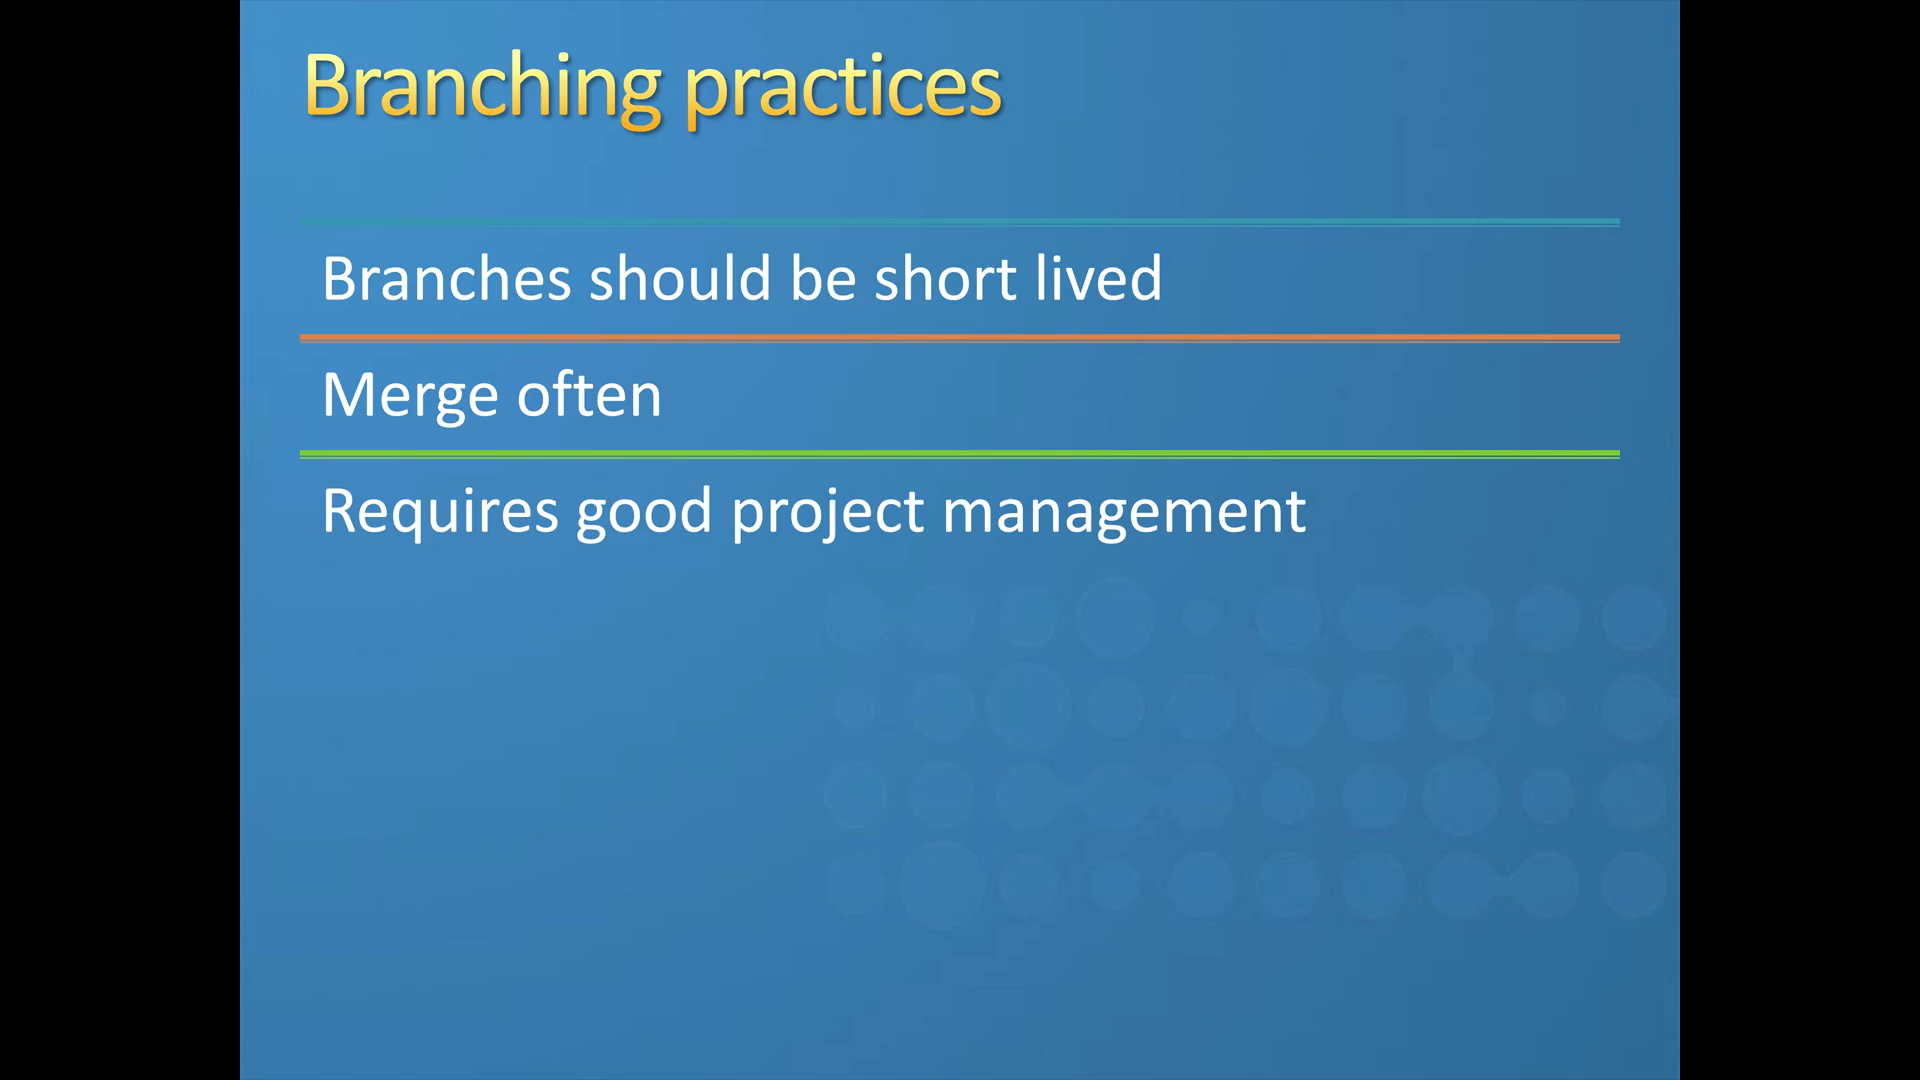 Branching practices
Branches should be short lived
Merge often
Requires good project management